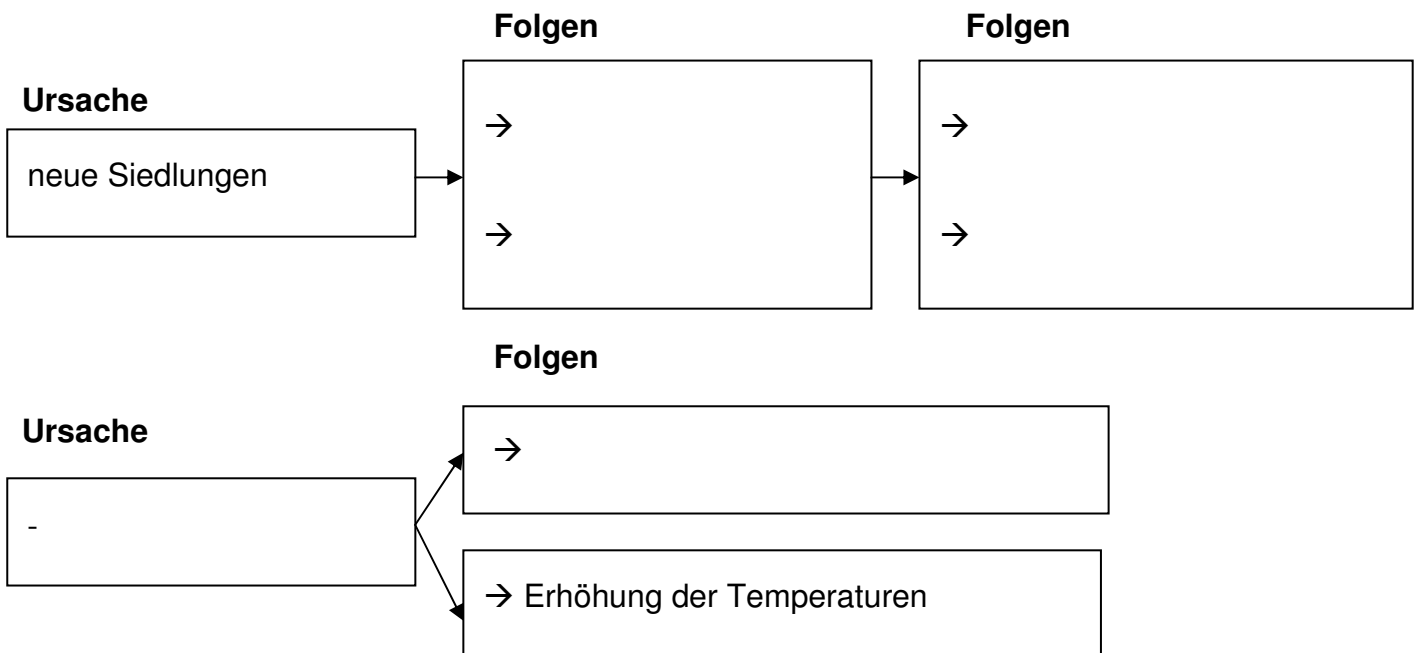 Folgen
Folgen
Ursache
neue Siedlungen
→
→
→
→
Folgen
Ursache
→
-
→ Erhöhung der Temperaturen